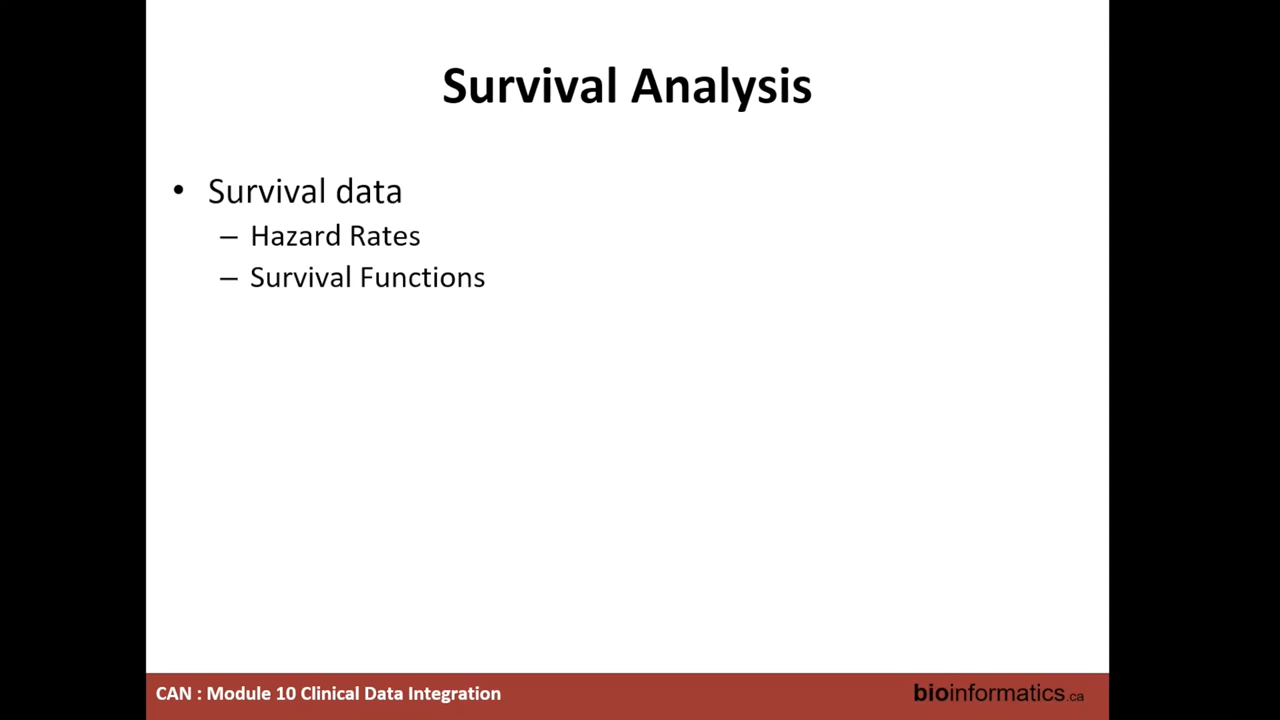 Survival Analysis
• Survival data
– Hazard Rates
– Survival Functions
CAN : Module 10 Clinical Data Integration
bioinformatics.ca